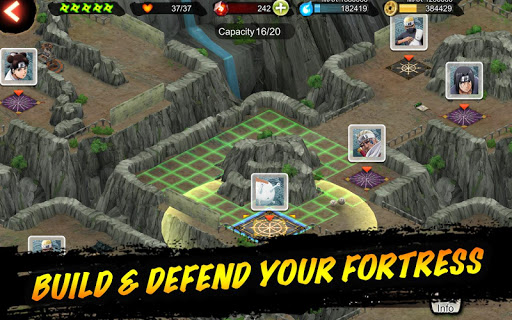 37/37
242
182419
384429
Capacity 16/20
BUILD & DEFEND YOUR FORTRESS
Info